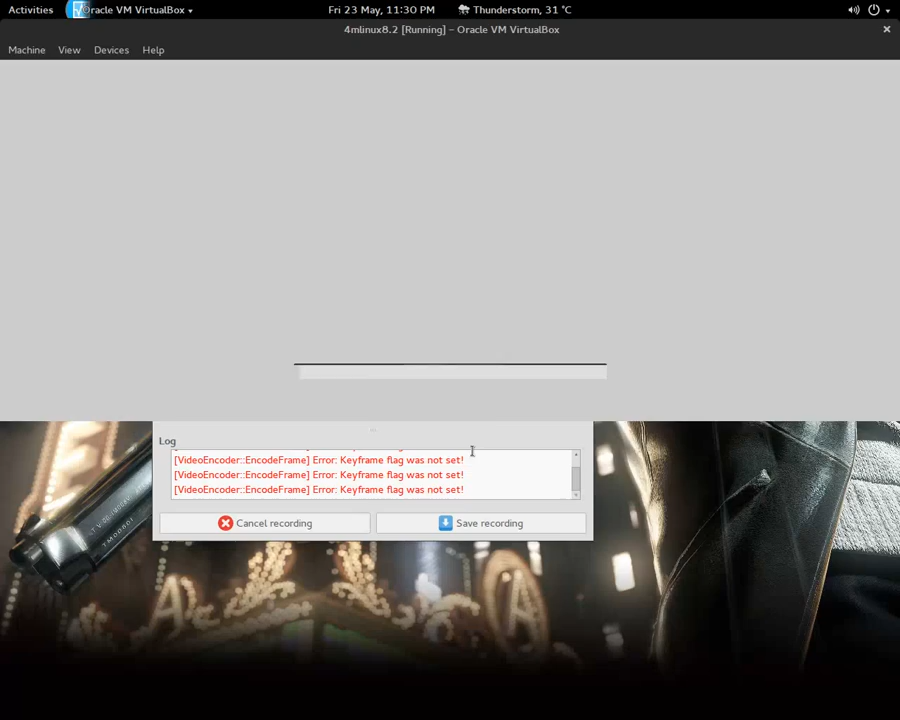 Activities Oracle VM VirtualBox Fri 23 May, 11:30 PM Thunderstorm, 31 °C
4mlinux8.2 [Running] – Oracle VM VirtualBox
Machine View Devices Help
Log
[VideoEncoder::EncodeFrame] Error: Keyframe flag was not set!
[VideoEncoder::EncodeFrame] Error: Keyframe flag was not set!
[VideoEncoder::EncodeFrame] Error: Keyframe flag was not set!
Cancel recording Save recording